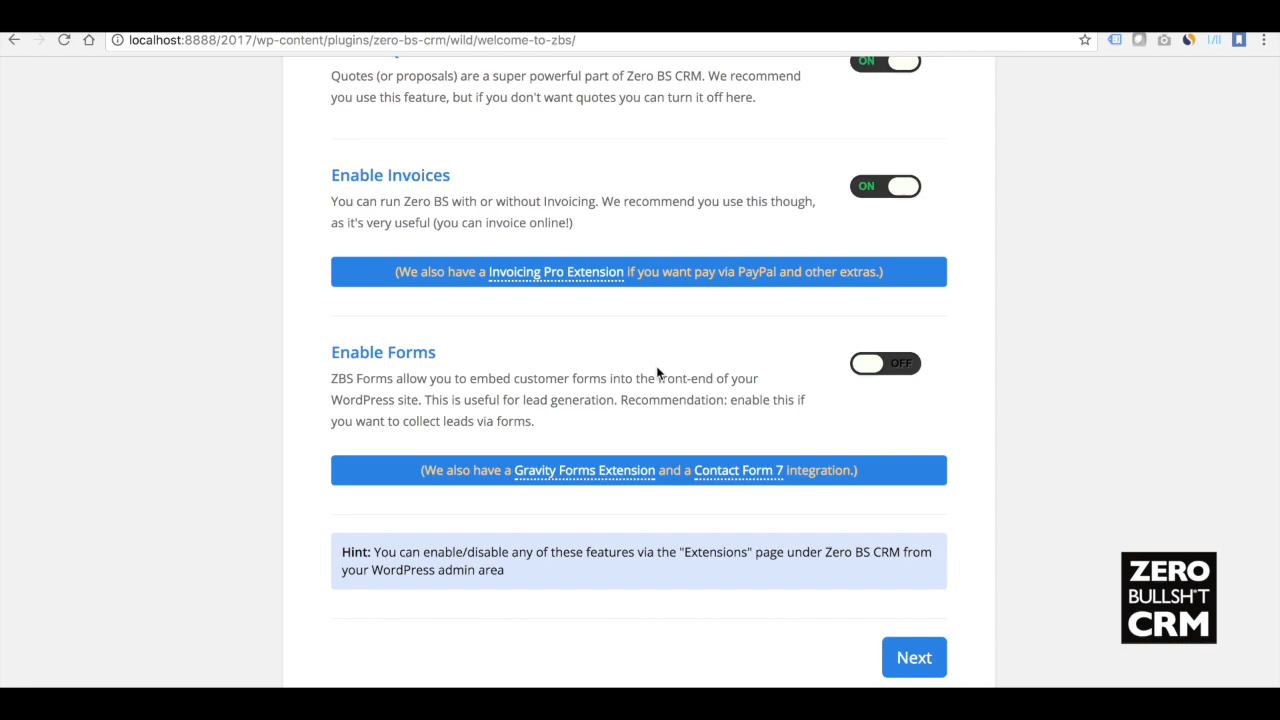 localhost:8888/2017/wp-content/plugins/zero-bs-crm/wild/welcome-to-zbs/
ON
Quotes (or proposals) are a super powerful part of Zero BS CRM. We recommend
you use this feature, but if you don't want quotes you can turn it off here.
Enable Invoices
ON
You can run Zero BS with or without Invoicing. We recommend you use this though,
as it's very useful (you can invoice online!)
(We also have a Invoicing Pro Extension if you want pay via PayPal and other extras.)
Enable Forms
OFF
ZBS Forms allow you to embed customer forms into the front-end of your
WordPress site. This is useful for lead generation. Recommendation: enable this if
you want to collect leads via forms.
(We also have a Gravity Forms Extension and a Contact Form 7 integration.)
Hint: You can enable/disable any of these features via the "Extensions" page under Zero BS CRM from
your WordPress admin area
Next
ZERO
BULLSH*T
CRM